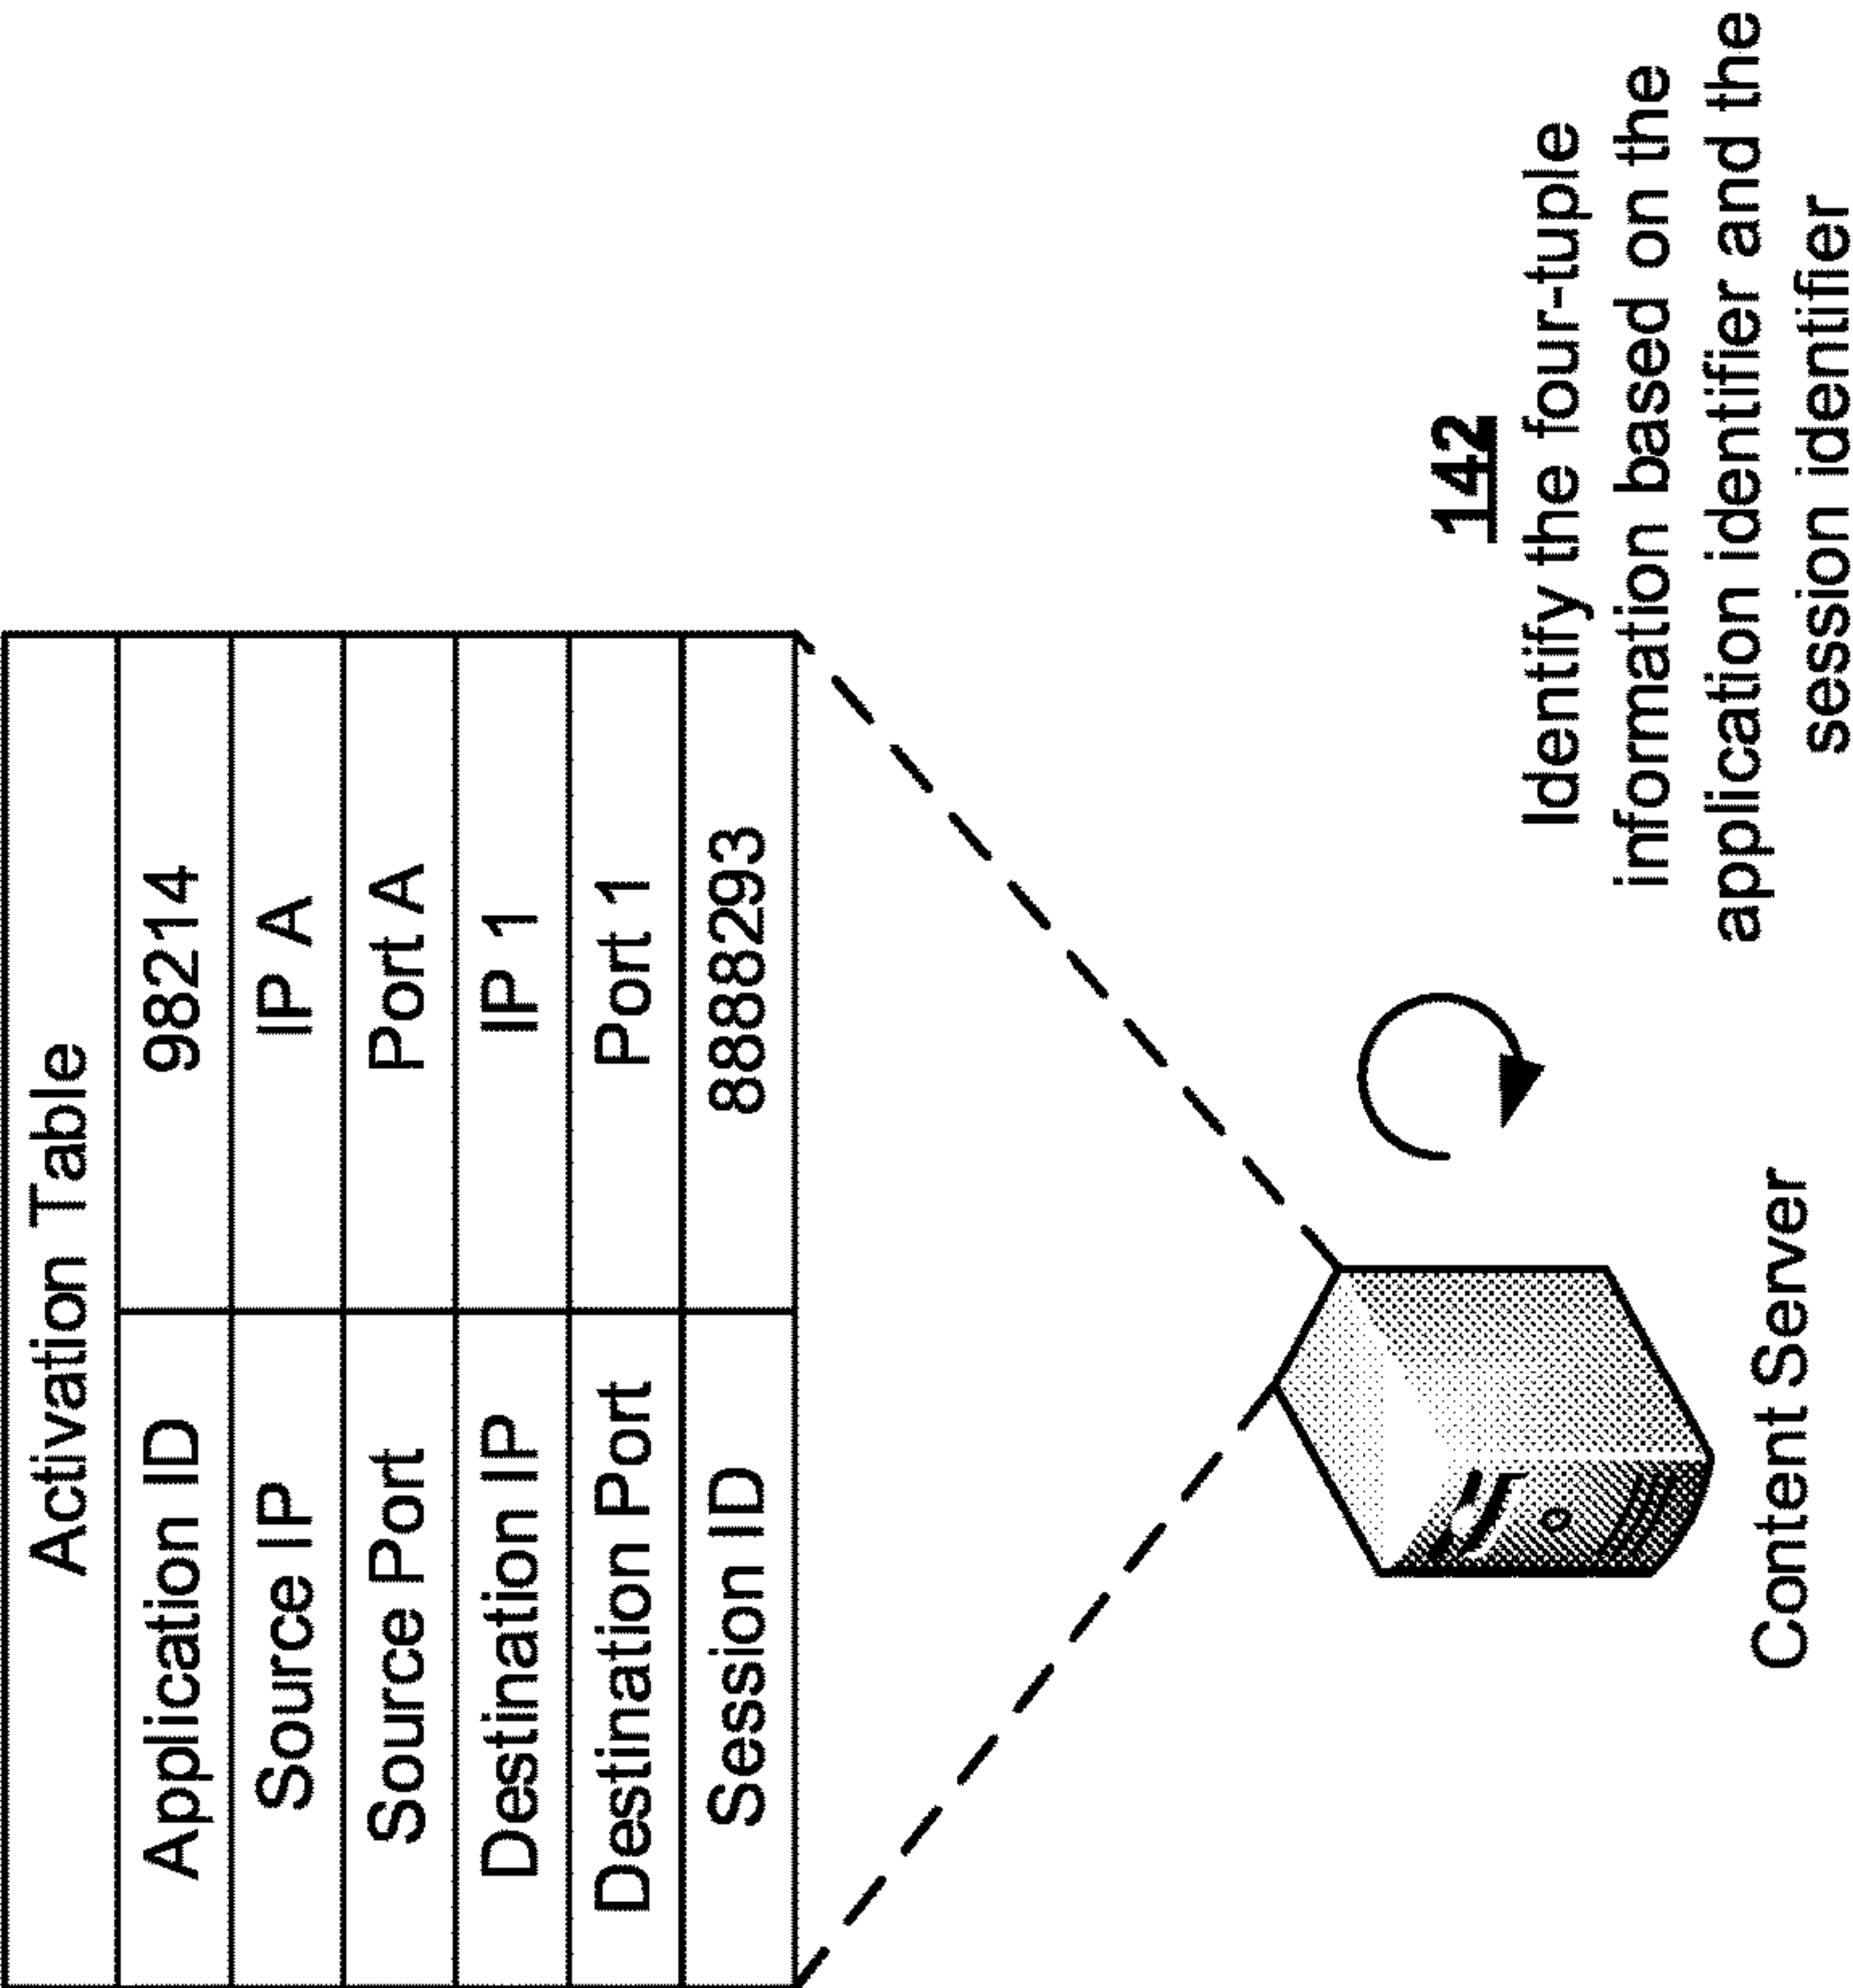 Activation Table
Application ID 98214
Source IP IP A
Source Port Port A
Destination IP IP 1
Destination Port Port 1
Session ID 8888293
Content Server
142
Identify the four-tuple
information based on the
application identifier and the
session identifier